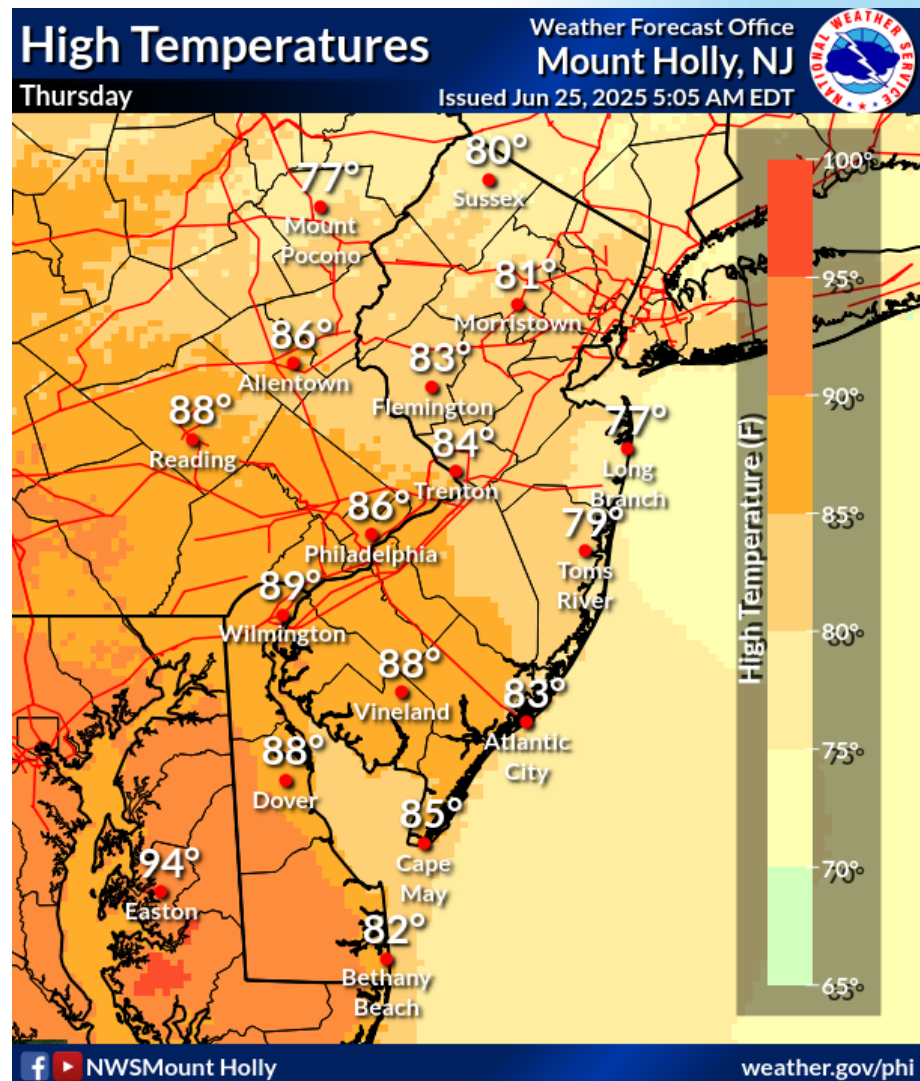 High Temperatures
Thursday
Weather Forecast Office
Mount Holly, NJ
Issued Jun 25, 2025 5:05 AM EDT
NATIONAL WEATHER SERVICE
80°
Sussex
77°
Mount
Pocono
81°
Morristown
86°
Allentown
83°
Flemington
88°
Reading
77°
Long
Branch
84°
Trenton
86°
Philadelphia
79°
Toms
River
89°
Wilmington
88°
Vineland
83°
Atlantic
City
88°
Dover
85°
Cape
May
94°
Easton
82°
Bethany
Beach
High Temperature (F)
100°
95°
90°
85°
80°
75°
70°
65°
NWSMount Holly
weather.gov/phi